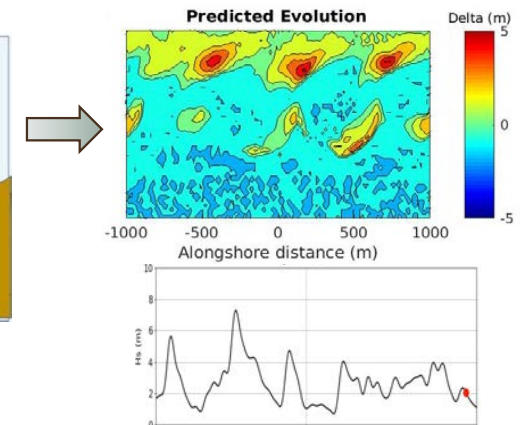 Predicted Evolution
Delta (m)
5
0
-5
-1000 -500 0 500 1000
Alongshore distance (m)
10
8
6
4
2
0
Hs (m)